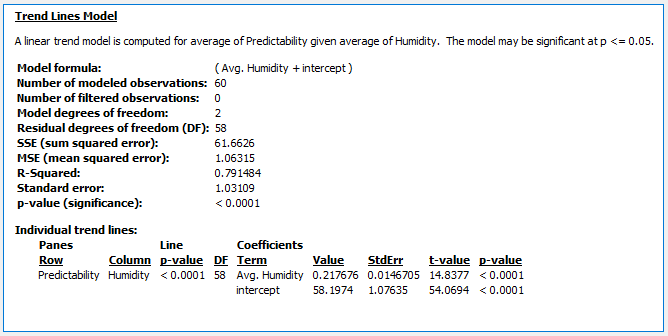 Trend Lines Model
A linear trend model is computed for average of Predictability given average of Humidity. The model may be significant at p <= 0.05.
Model formula: ( Avg. Humidity + intercept )
Number of modeled observations: 60
Number of filtered observations: 0
Model degrees of freedom: 2
Residual degrees of freedom (DF): 58
SSE (sum squared error): 61.6626
MSE (mean squared error): 1.06315
R-Squared: 0.791484
Standard error: 1.03109
p-value (significance): < 0.0001
Individual trend lines:
Panes Line Coefficients
Row Column p-value DF Term Value StdErr t-value p-value
Predictability Humidity < 0.0001 58 Avg. Humidity 0.217676 0.0146705 14.8377 < 0.0001
intercept 58.1974 1.07635 54.0694 < 0.0001